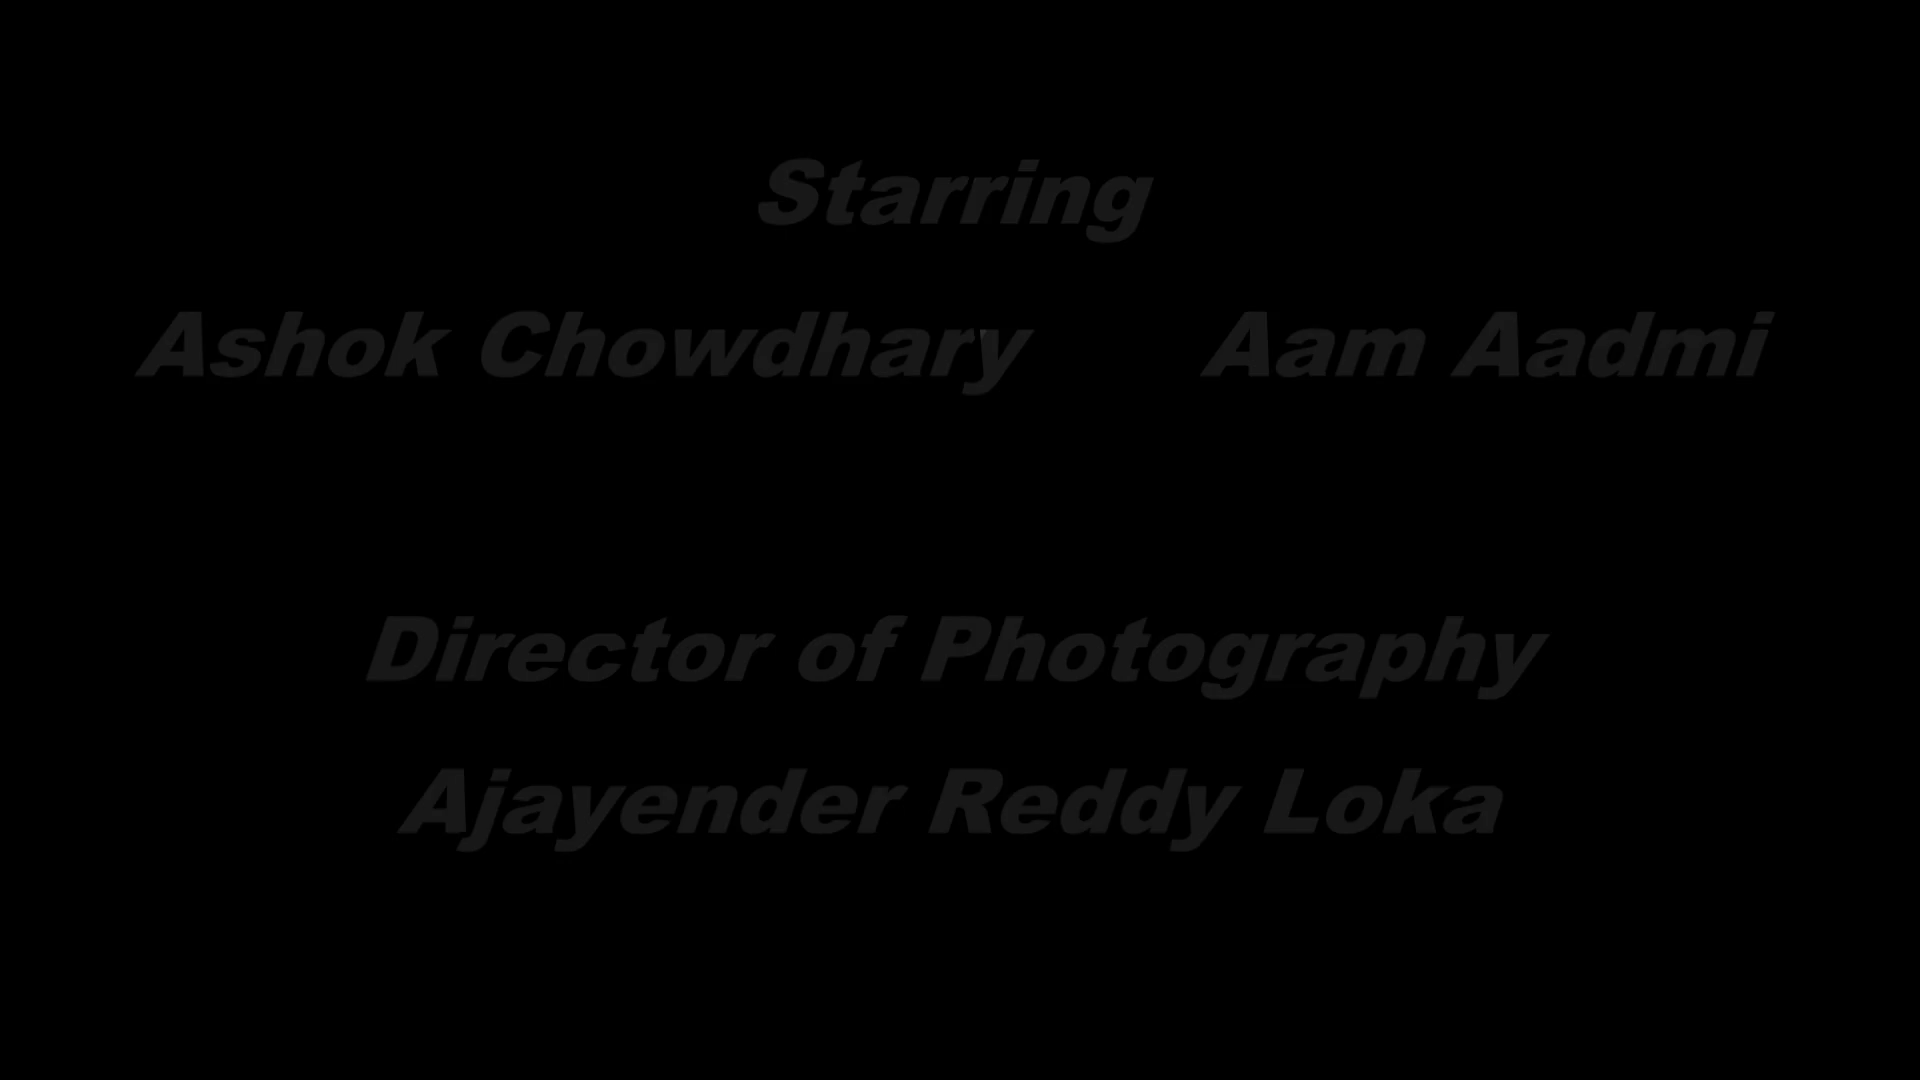 Starring
Ashok Chowdhary Aam Aadmi
Director of Photography
Ajayender Reddy Loka